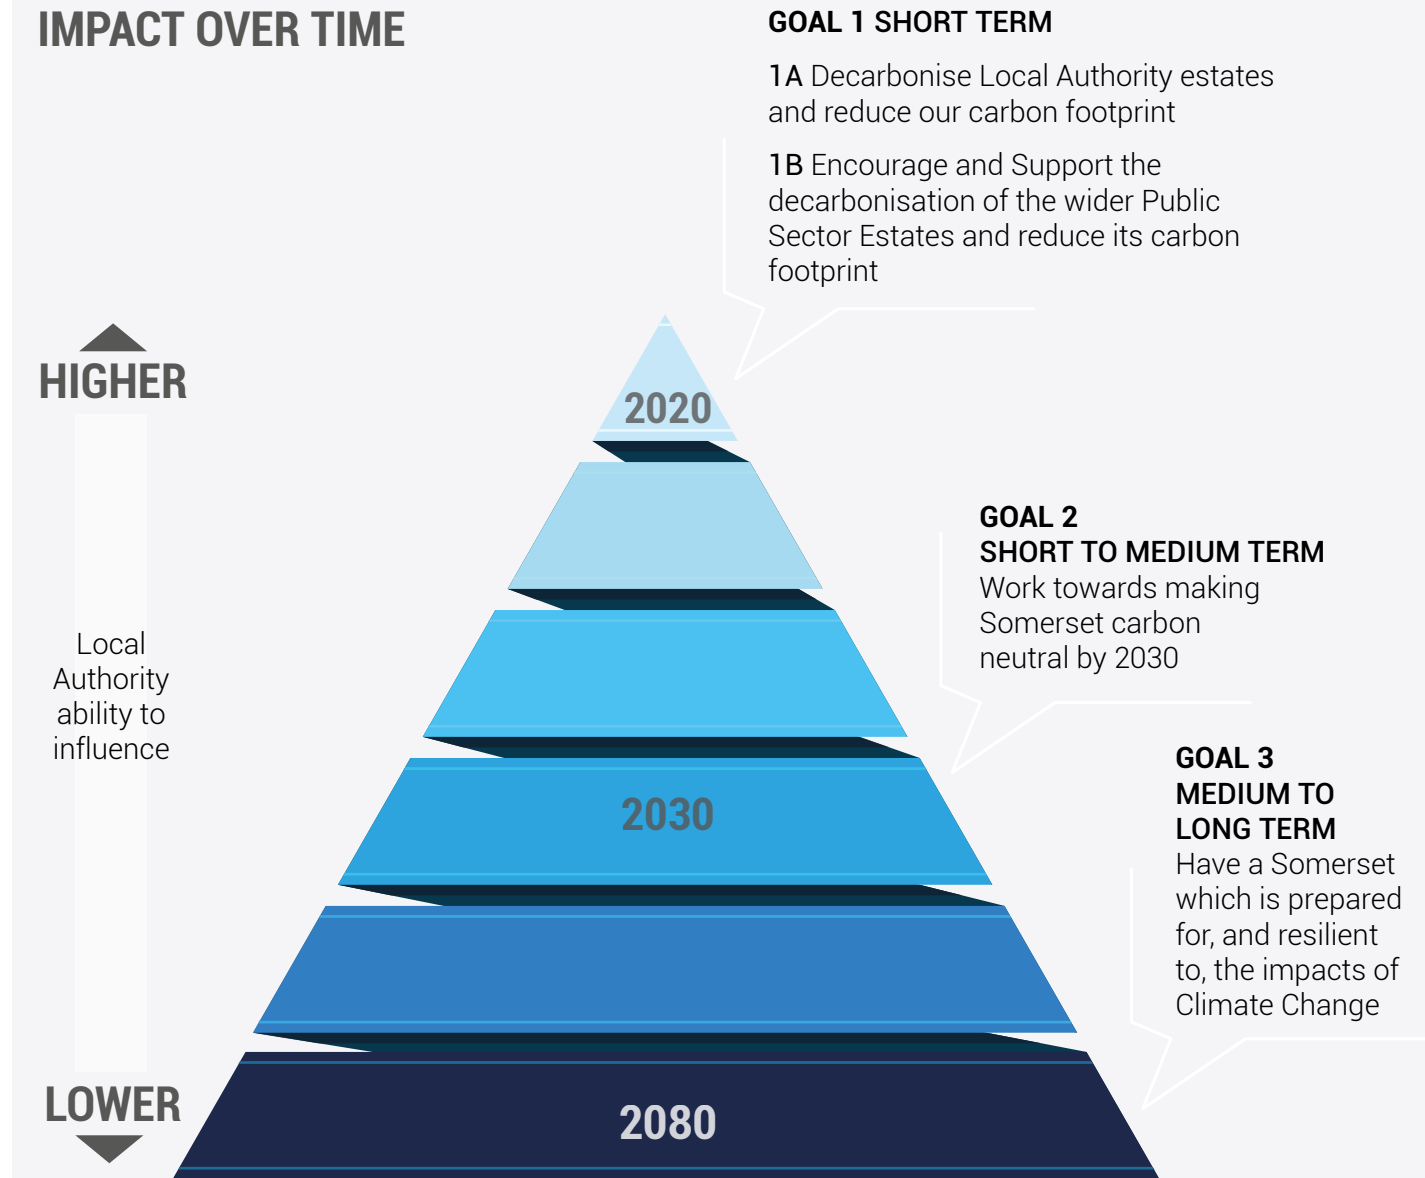 IMPACT OVER TIME
GOAL 1 SHORT TERM
1A Decarbonise Local Authority estates
and reduce our carbon footprint
1B Encourage and Support the
decarbonisation of the wider Public
Sector Estates and reduce its carbon
footprint
HIGHER
Local
Authority
ability to
influence
LOWER
2020
GOAL 2
SHORT TO MEDIUM TERM
Work towards making
Somerset carbon
neutral by 2030
2030
GOAL 3
MEDIUM TO
LONG TERM
Have a Somerset
which is prepared
for, and resilient
to, the impacts of
Climate Change
2080